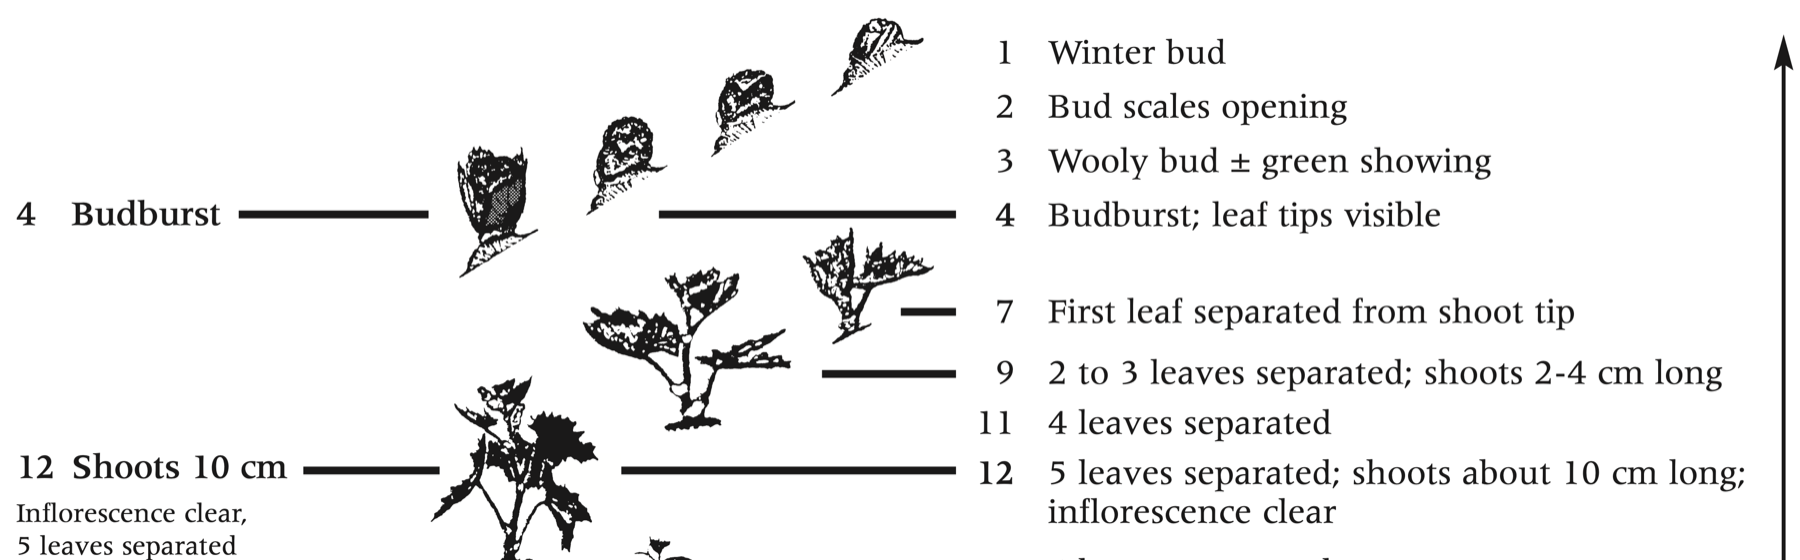 1 Winter bud
2 Bud scales opening
3 Wooly bud ± green showing
4 Budburst
4 Budburst; leaf tips visible
7 First leaf separated from shoot tip
9 2 to 3 leaves separated; shoots 2-4 cm long
11 4 leaves separated
12 Shoots 10 cm
Inflorescence clear,
5 leaves separated
12 5 leaves separated; shoots about 10 cm long;
inflorescence clear